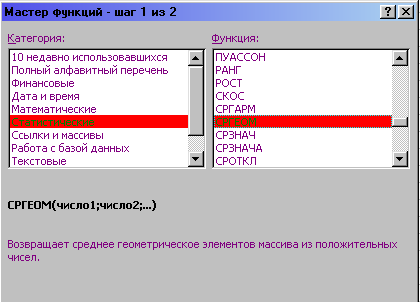 Мастер функций - шаг 1 из 2
Категория: Функция:
10 недавно использовавшихся
Полный алфавитный перечень
Финансовые
Дата и время
Математические
Статистические
Ссылки и массивы
Работа с базой данных
Текстовые
ПУАССОН
РАНГ
РОСТ
СКОС
СРГАРМ
СРГЕОМ
СРЗНАЧ
СРЗНАЧА
СРОТКЛ
СРГЕОМ(число1;число2;...)
Возвращает среднее геометрическое элементов массива из положительных
чисел.